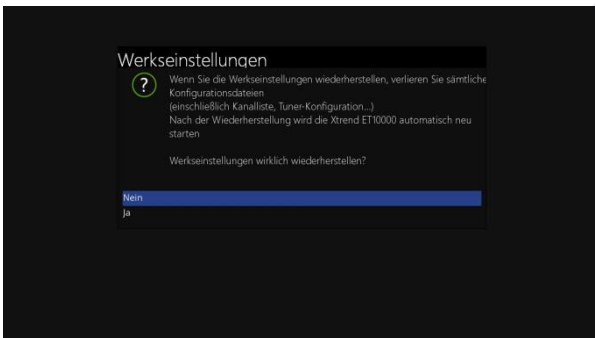 Werkseinstellungen
Wenn Sie die Werkseinstellungen wiederherstellen, verlieren Sie sämtliche
Konfigurationsdateien
(einschließlich Kanalliste, Tuner-Konfiguration...)
Nach der Wiederherstellung wird die Xtrend ET10000 automatisch neu
starten
Werkseinstellungen wirklich wiederherstellen?
Nein
Ja